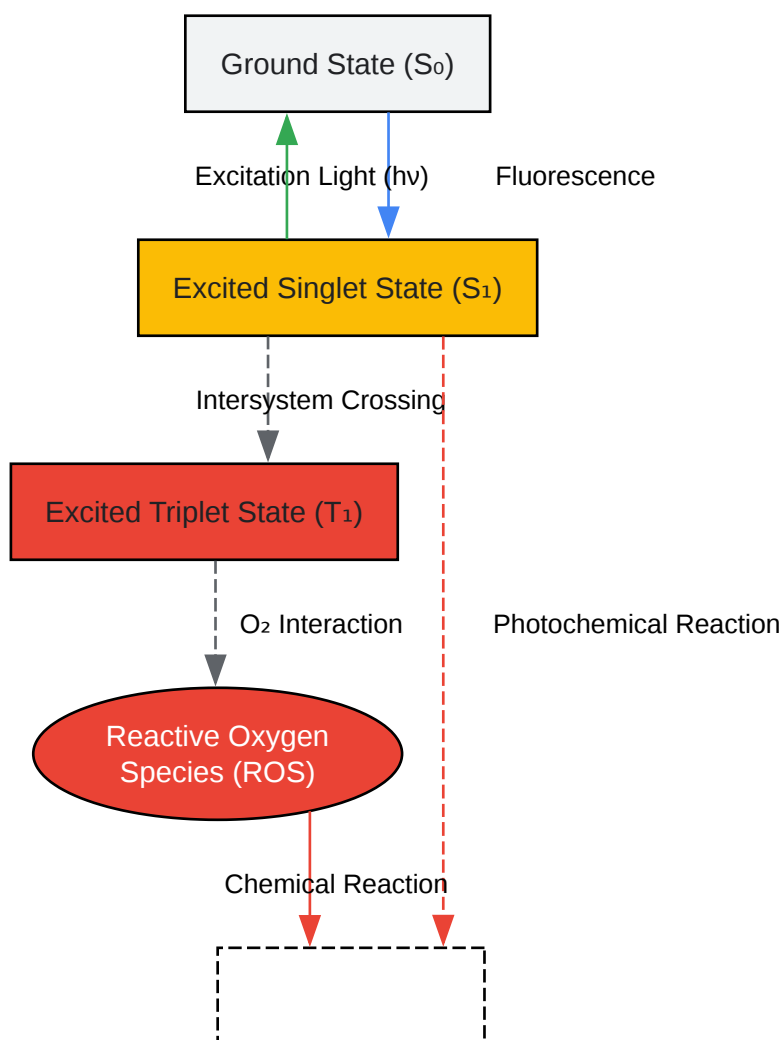 Ground State (S₀)
Excitation Light (hν)
Fluorescence
Excited Singlet State (S₁)
Intersystem Crossing
Excited Triplet State (T₁)
O₂ Interaction
Photochemical Reaction
Reactive Oxygen
Species (ROS)
Chemical Reaction